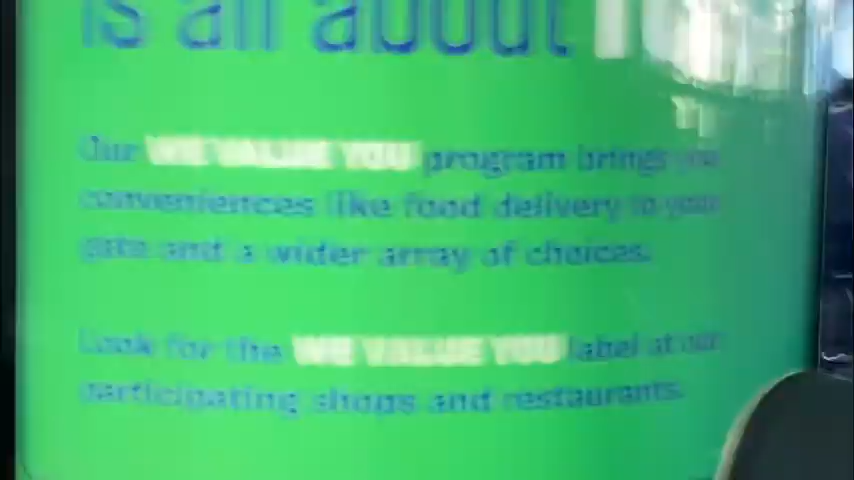 is all about
Our WE VALUE YOU program brings you
conveniences like food delivery to your
gate and a wider array of choices.
Look for the WE VALUE YOU label at our
participating shops and restaurants.